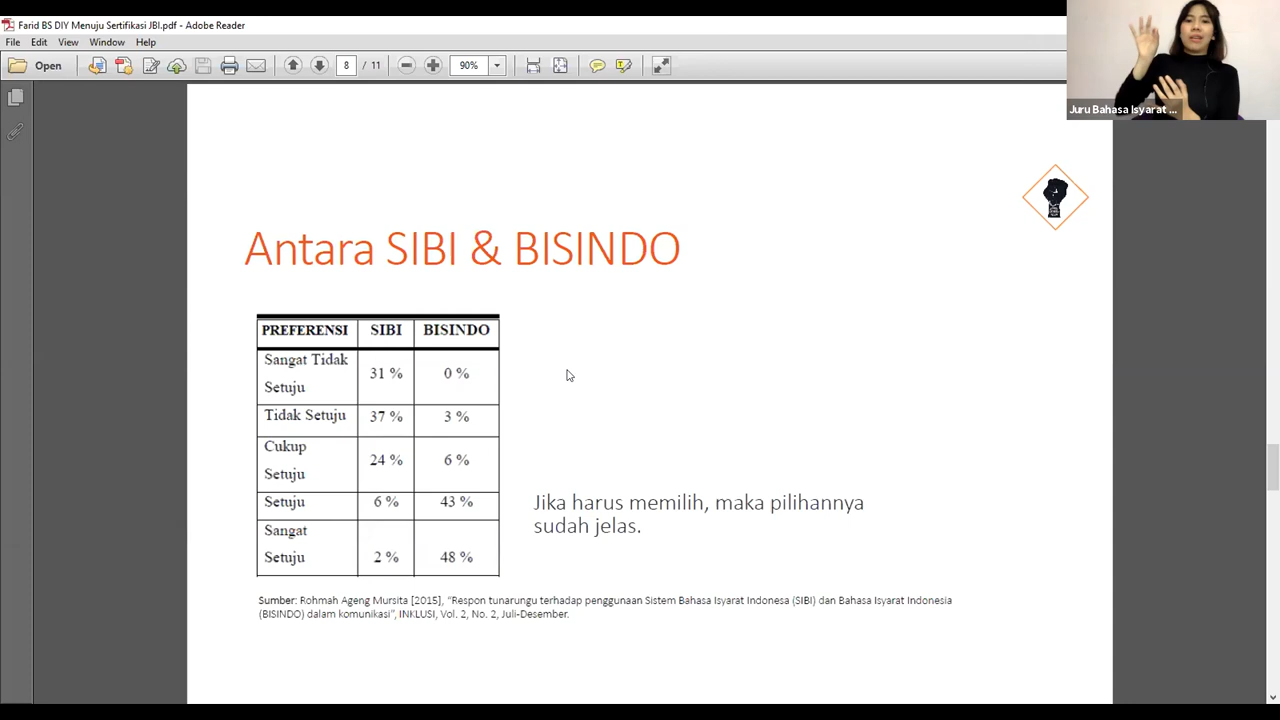 Farid BS DIY Menuju Sertifikasi JBI.pdf - Adobe Reader
File Edit View Window Help
Open 8 / 11 90%
Juru Bahasa Isyarat ...
Antara SIBI & BISINDO
PREFERENSI SIBI BISINDO
Sangat Tidak
Setuju 31 % 0 %
Tidak Setuju 37 % 3 %
Cukup
Setuju 24 % 6 %
Setuju 6 % 43 %
Sangat
Setuju 2 % 48 %
Jika harus memilih, maka pilihannya
sudah jelas.
Sumber: Rohmah Ageng Mursita [2015], “Respon tunarungu terhadap penggunaan Sistem Bahasa Isyarat Indonesa (SIBI) dan Bahasa Isyarat Indonesia
(BISINDO) dalam komunikasi”, INKLUSI, Vol. 2, No. 2, Juli-Desember.